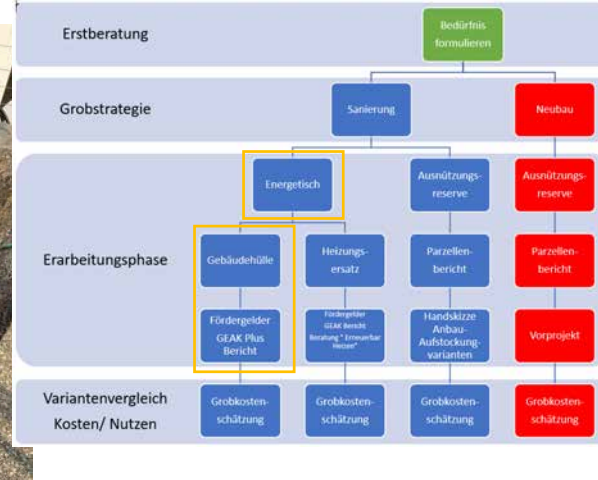 Erstberatung
Bedürfnis
formulieren
Grobstrategie
Sanierung
Neubau
Erarbeitungsphase
Energetisch
Ausnützungs-
reserve
Ausnützungs-
reserve
Gebäudehülle
Heizungs-
ersatz
Parzellen-
bericht
Parzellen-
bericht
Fördergelder
GEAK Plus
Bericht
Fördergelder
GEAK Bericht
Beratung " Erneuerbar
Heizen"
Handskizze
Anbau-
Aufstockung-
varianten
Vorprojekt
Variantenvergleich
Kosten/ Nutzen
Grobkosten-
schätzung
Grobkosten-
schätzung
Grobkosten-
schätzung
Grobkosten-
schätzung